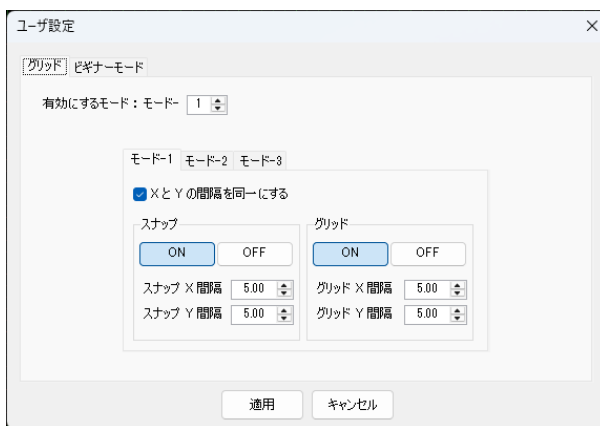 ユーザ設定
グリッド ビギナーモード
有効にするモード : モード- 1
モード-1 モード-2 モード-3
XとYの間隔を同一にする
スナップ グリッド
ON OFF ON OFF
スナップ X 間隔 5.00 グリッド X 間隔 5.00
スナップ Y 間隔 5.00 グリッド Y 間隔 5.00
適用 キャンセル